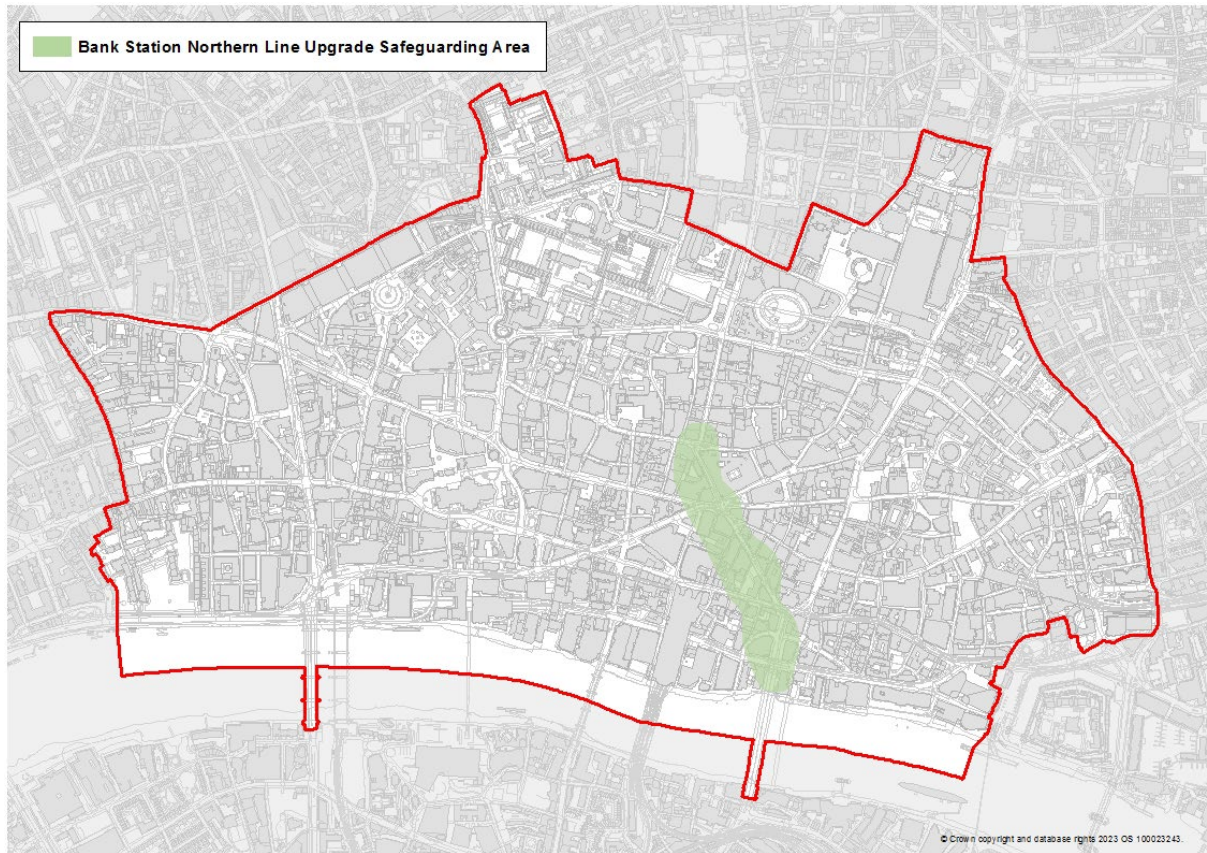 Bank Station Northern Line Upgrade Safeguarding Area
© Crown copyright and database rights 2023 OS 100023243.